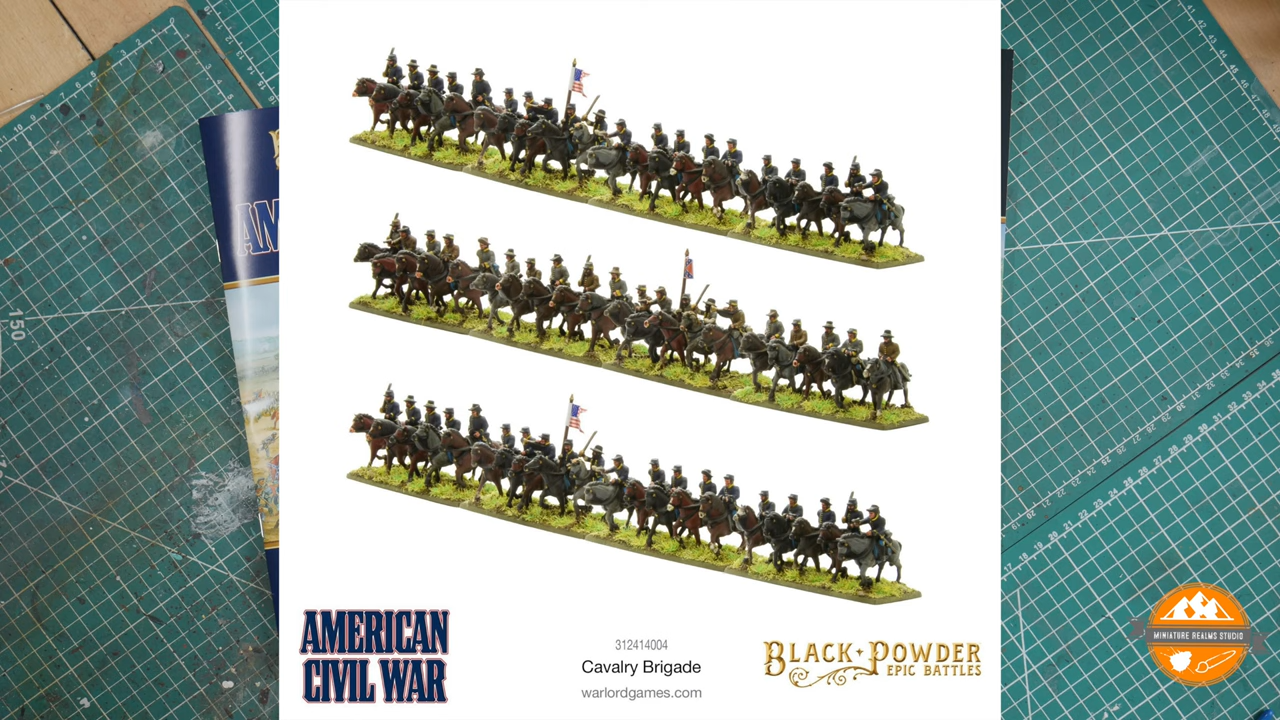 AMERICAN
CIVIL WAR
312414004
Cavalry Brigade
warlordgames.com
BLACK POWDER
EPIC BATTLES
MINIATURE REALMS STUDIO
150